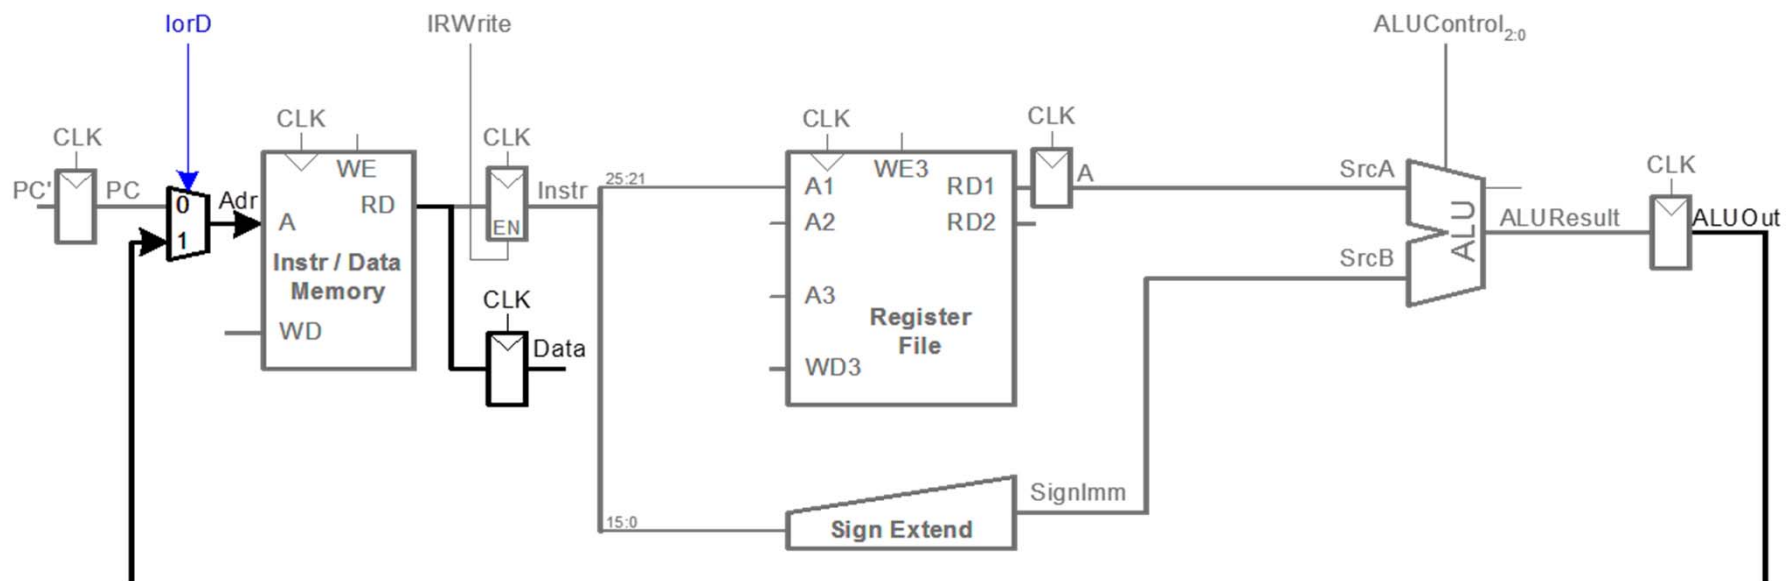 IorD
IRWrite
ALUControl2:0
CLK
CLK
CLK
CLK
CLK
CLK
PC'
PC
0
1
Adr
WE
RD
A
Instr / Data
Memory
WD
EN
Instr
CLK
Data
25:21
A1
A2
A3
WD3
WE3
RD1
RD2
Register
File
A
SrcA
SrcB
ALU
ALUResult
ALUOut
15:0
Sign Extend
SignImm